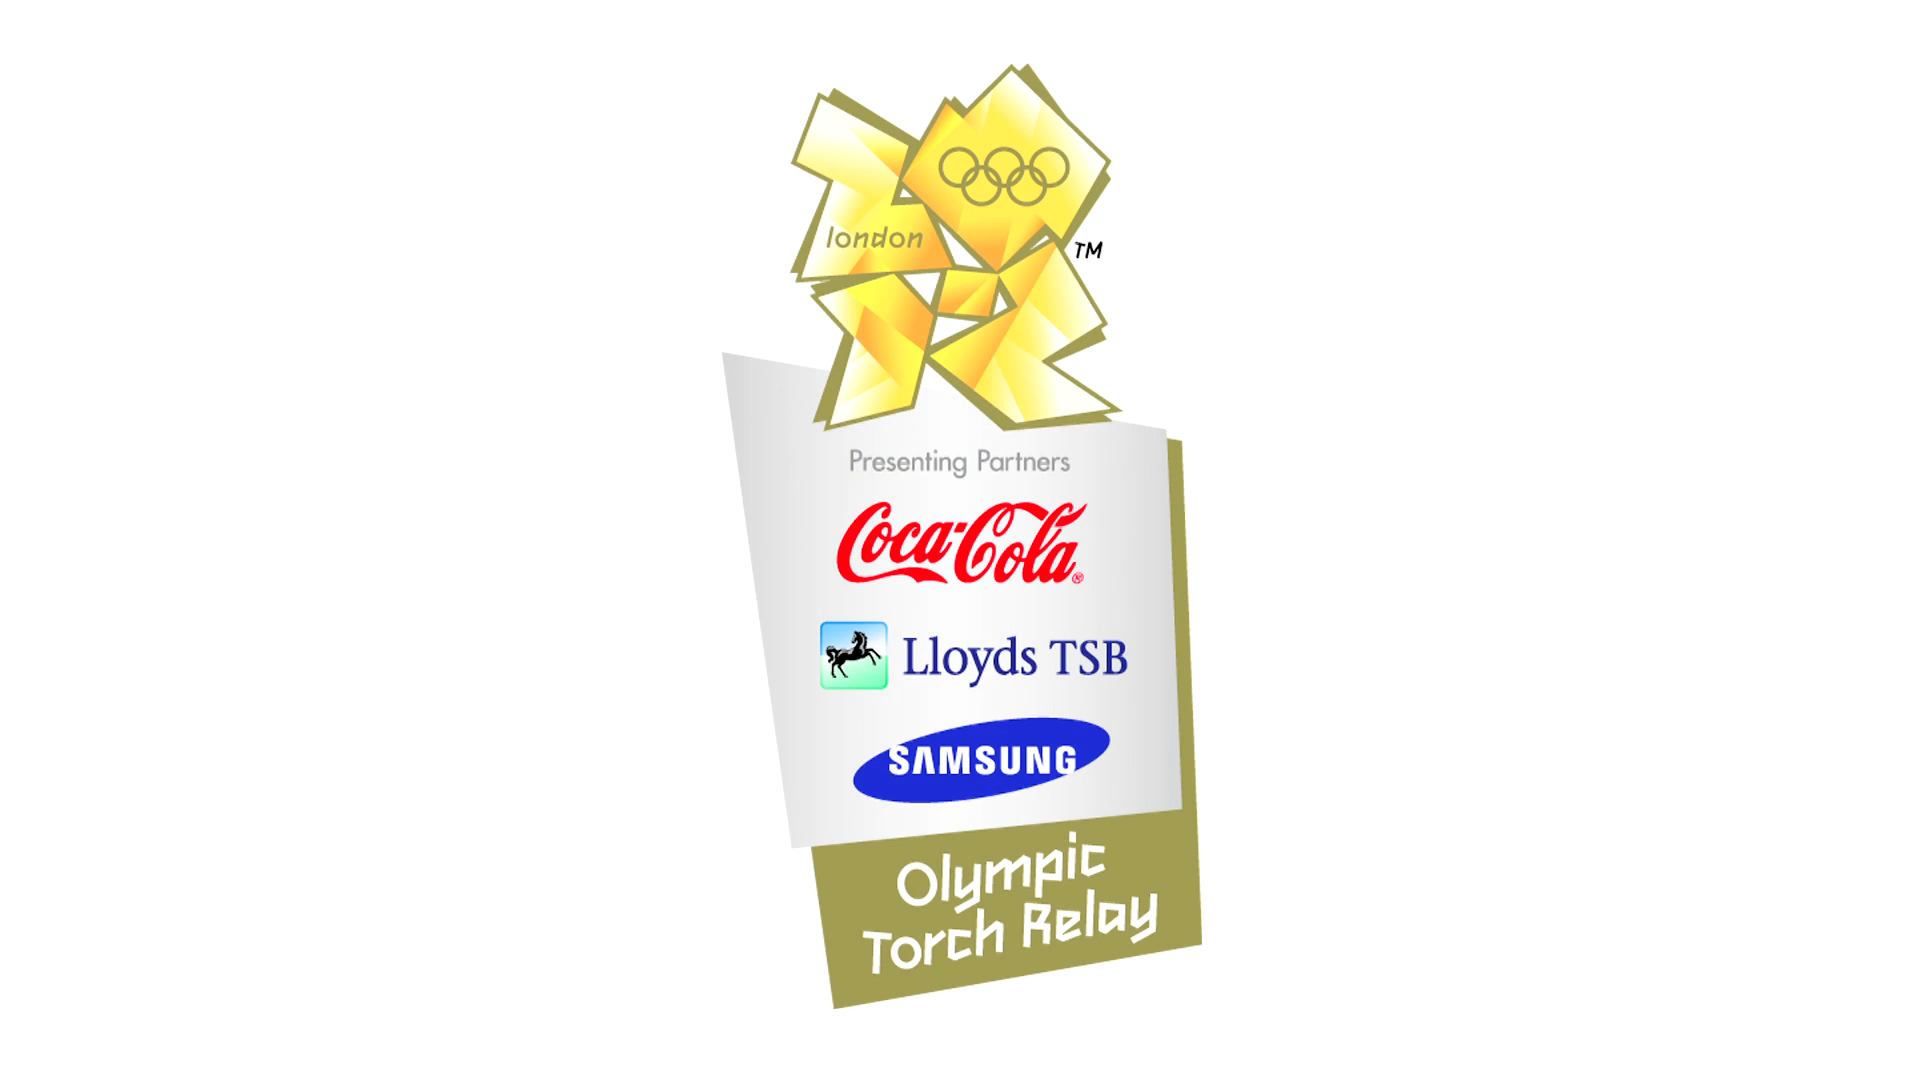 london
TM
Presenting Partners
Coca-Cola®
Lloyds TSB
SAMSUNG
Olympic
Torch Relay